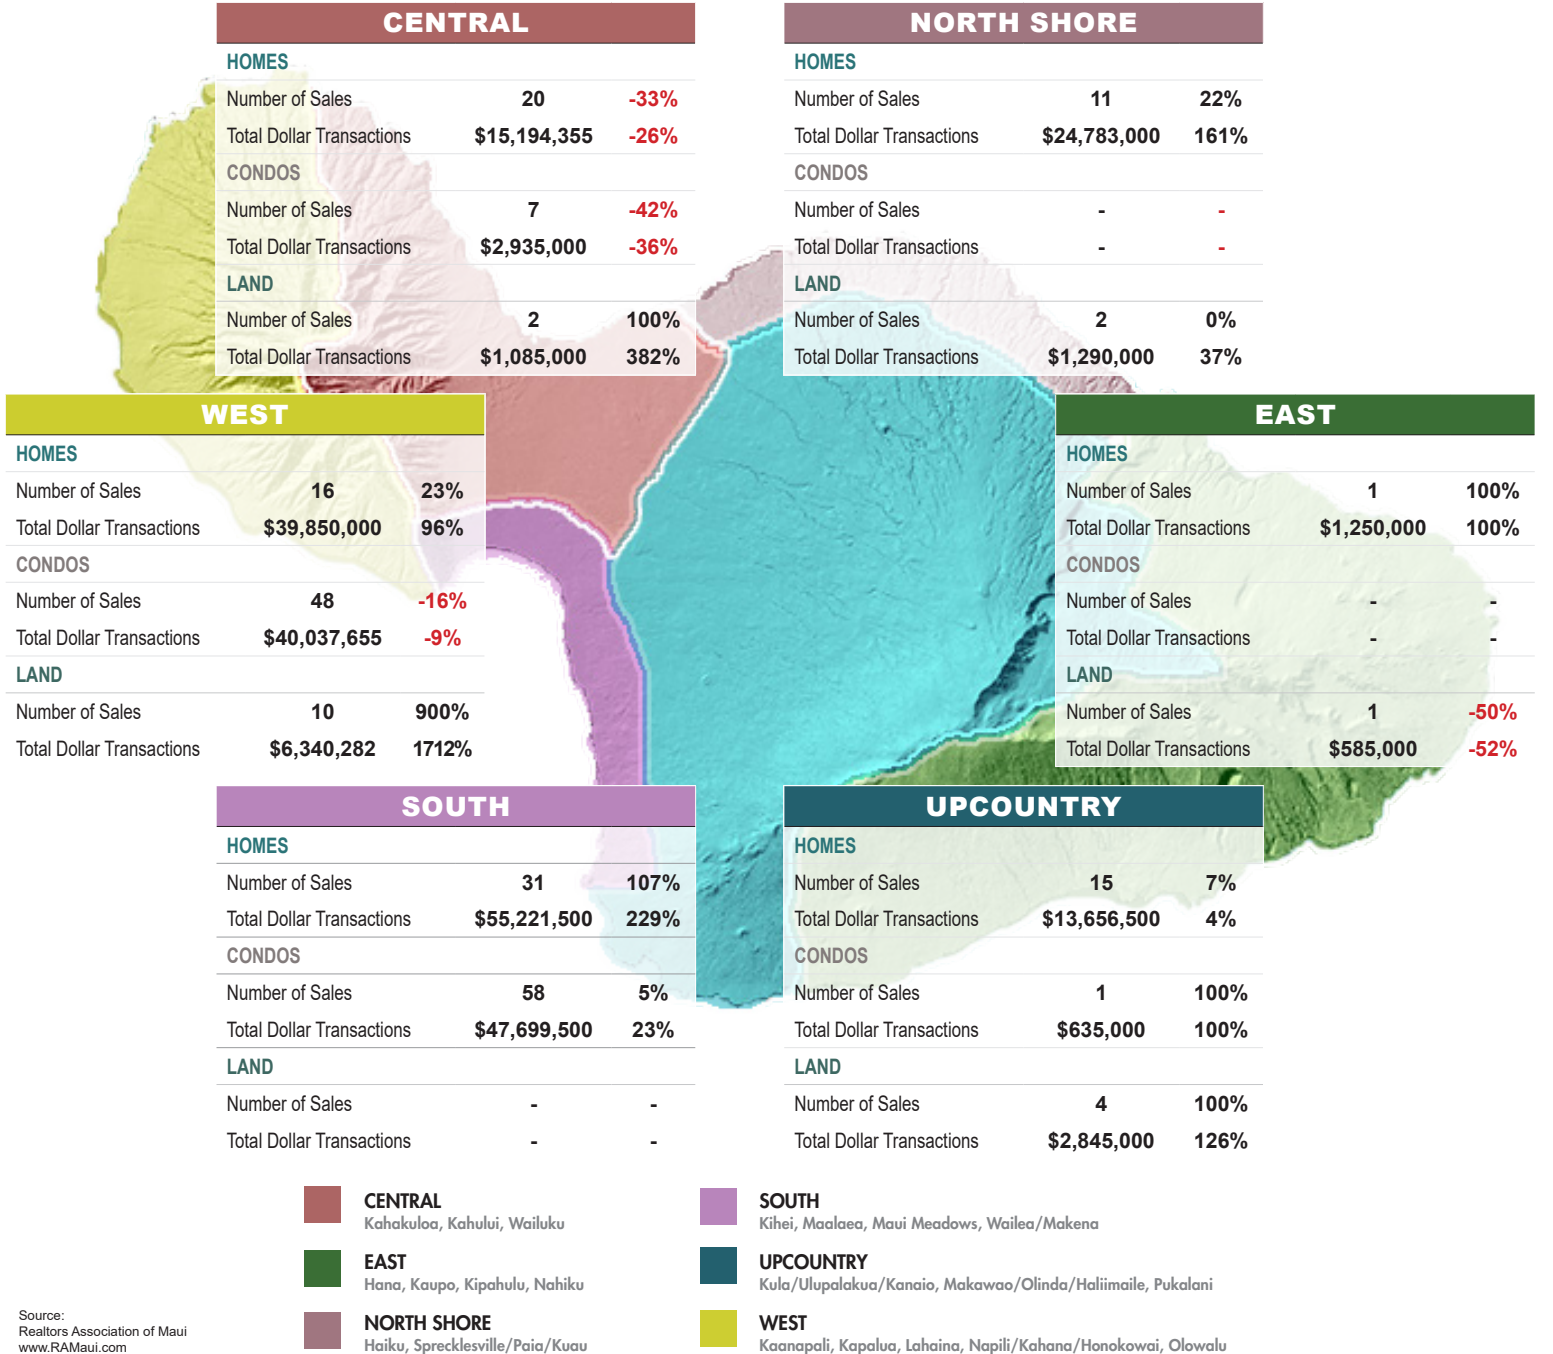 CENTRAL
HOMES
Number of Sales 20 -33%
Total Dollar Transactions $15,194,355 -26%
CONDOS
Number of Sales 7 -42%
Total Dollar Transactions $2,935,000 -36%
LAND
Number of Sales 2 100%
Total Dollar Transactions $1,085,000 382%
NORTH SHORE
HOMES
Number of Sales 11 22%
Total Dollar Transactions $24,783,000 161%
CONDOS
Number of Sales - -
Total Dollar Transactions - -
LAND
Number of Sales 2 0%
Total Dollar Transactions $1,290,000 37%
WEST
HOMES
Number of Sales 16 23%
Total Dollar Transactions $39,850,000 96%
CONDOS
Number of Sales 48 -16%
Total Dollar Transactions $40,037,655 -9%
LAND
Number of Sales 10 900%
Total Dollar Transactions $6,340,282 1712%
EAST
HOMES
Number of Sales 1 100%
Total Dollar Transactions $1,250,000 100%
CONDOS
Number of Sales - -
Total Dollar Transactions - -
LAND
Number of Sales 1 -50%
Total Dollar Transactions $585,000 -52%
SOUTH
HOMES
Number of Sales 31 107%
Total Dollar Transactions $55,221,500 229%
CONDOS
Number of Sales 58 5%
Total Dollar Transactions $47,699,500 23%
LAND
Number of Sales - -
Total Dollar Transactions - -
UPCOUNTRY
HOMES
Number of Sales 15 7%
Total Dollar Transactions $13,656,500 4%
CONDOS
Number of Sales 1 100%
Total Dollar Transactions $635,000 100%
LAND
Number of Sales 4 100%
Total Dollar Transactions $2,845,000 126%
CENTRAL
Kahakuloa, Kahului, Wailuku
EAST
Hana, Kaupo, Kipahulu, Nahiku
NORTH SHORE
Haiku, Sprecklesville/Paia/Kuau
SOUTH
Kihei, Maalaea, Maui Meadows, Wailea/Makena
UPCOUNTRY
Kula/Ulupalakua/Kanaio, Makawao/Olinda/Haliimaile, Pukalani
WEST
Kaanapali, Kapalua, Lahaina, Napili/Kahana/Honokowai, Olowalu
Source:
Realtors Association of Maui
www.RAMaui.com